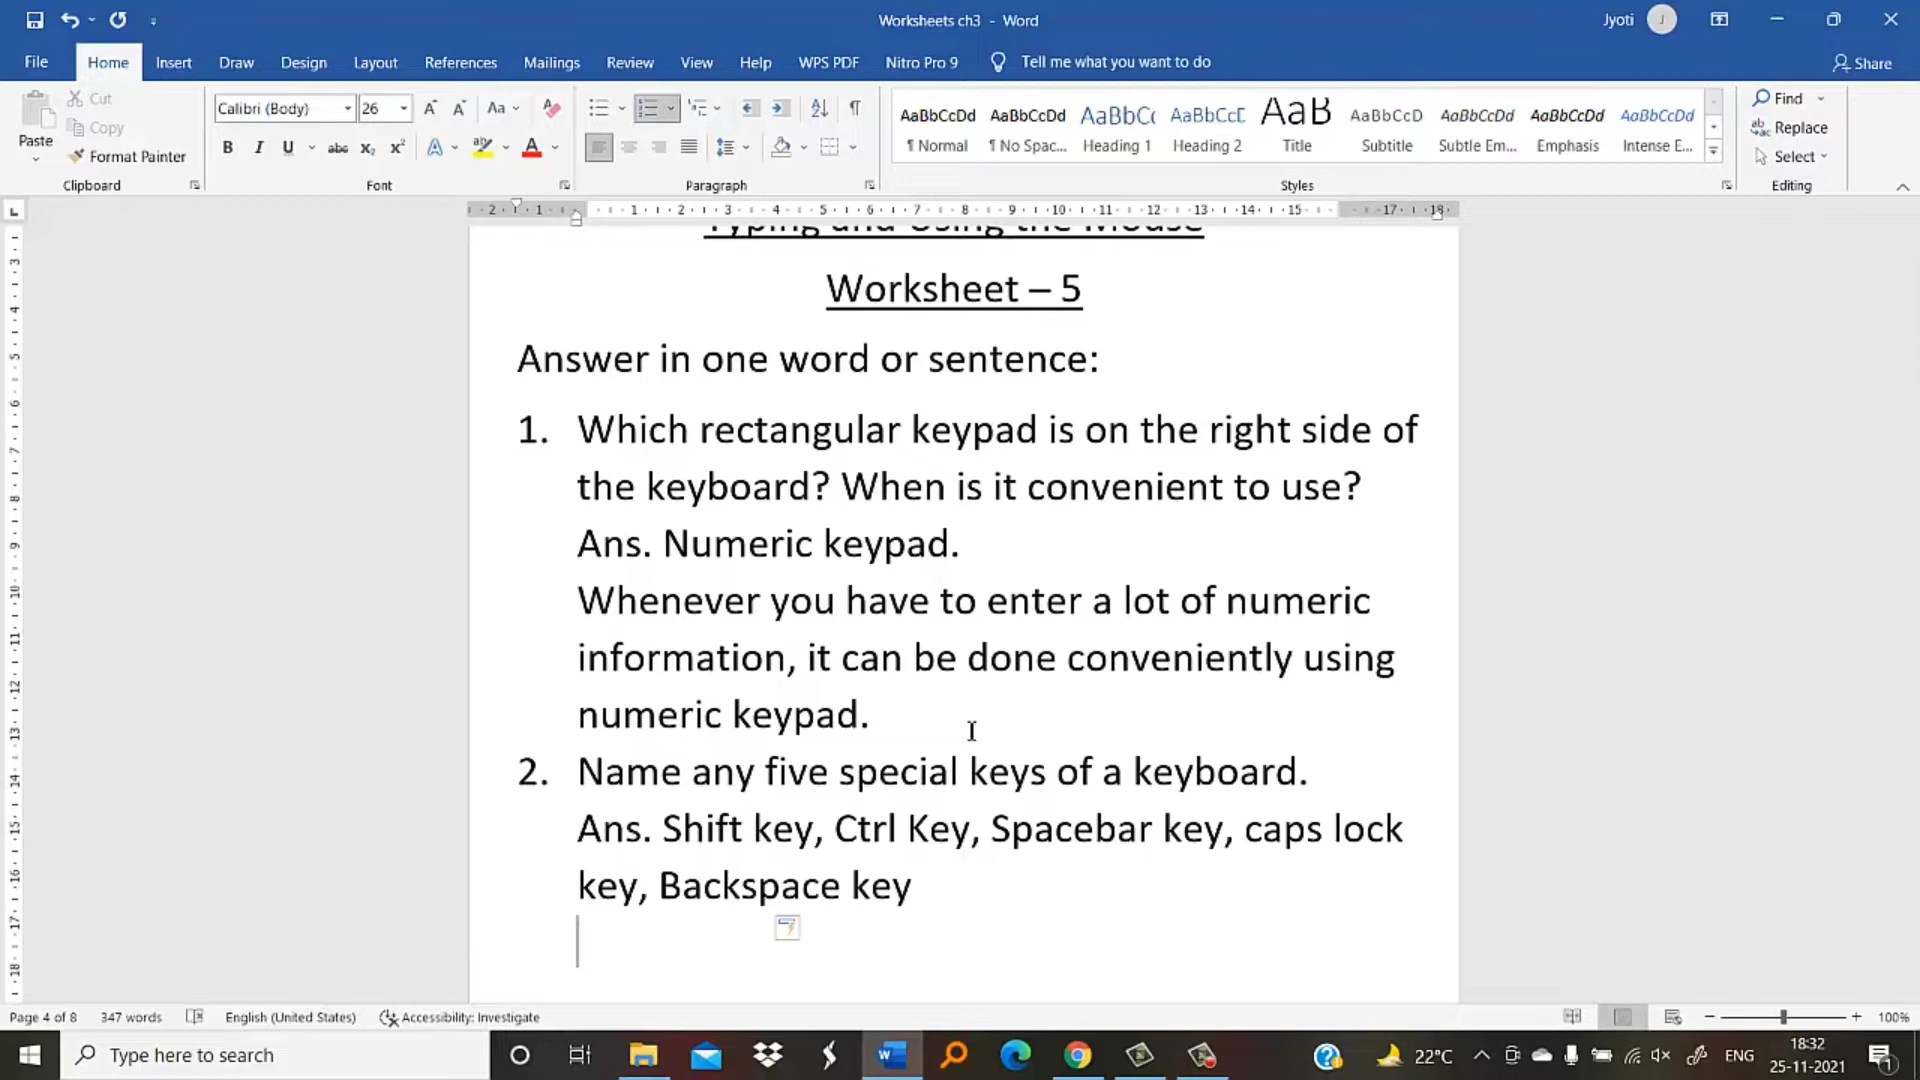 Worksheets ch3 - Word
Jyoti
J
File Home Insert Draw Design Layout References Mailings Review View Help WPS PDF Nitro Pro 9 Tell me what you want to do Share
Paste
Cut
Copy
Format Painter
Clipboard
Calibri (Body) 26
Font
Paragraph
AaBbCcDd AaBbCcDd AaBbC AaBbCcE AaB AaBbCcD AaBbCcDd AaBbCcDd AaBbCcDd
¶ Normal ¶ No Spac... Heading 1 Heading 2 Title Subtitle Subtle Em... Emphasis Intense E...
Styles
Find
Replace
Select
Editing
Typing and Using the Mouse
Worksheet – 5
Answer in one word or sentence:
1. Which rectangular keypad is on the right side of
the keyboard? When is it convenient to use?
Ans. Numeric keypad.
Whenever you have to enter a lot of numeric
information, it can be done conveniently using
numeric keypad.
2. Name any five special keys of a keyboard.
Ans. Shift key, Ctrl Key, Spacebar key, caps lock
key, Backspace key
Page 4 of 8 347 words English (United States) Accessibility: Investigate 100%
Type here to search
22°C ENG
18:32
25-11-2021